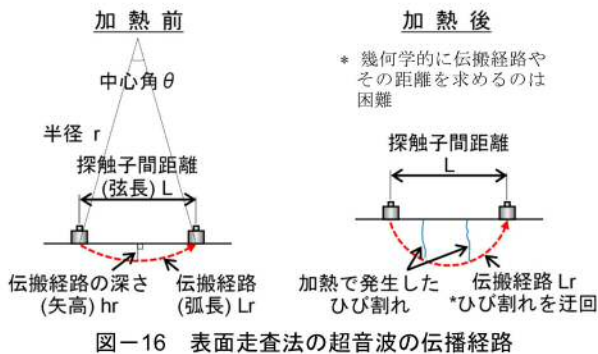 加熱前
中心角θ
半径 r
探触子間距離
(弦長) L
伝搬経路の深さ
(矢高) hr
伝搬経路
(弧長) Lr
加熱後
* 幾何学的に伝搬経路や
その距離を求めるのは
困難
探触子間距離
L
加熱で発生した
ひび割れ
伝搬経路 Lr
*ひび割れを迂回
図－16 表面走査法の超音波の伝播経路